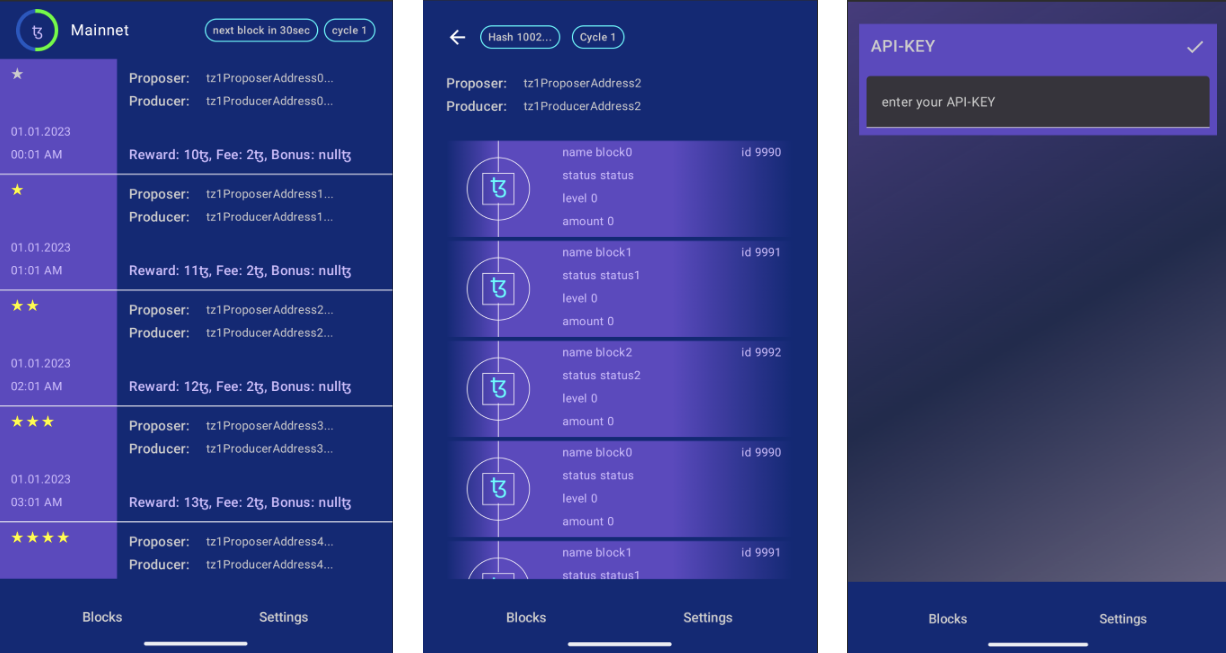 ꜩ Mainnet next block in 30sec cycle 1
★ Proposer: tz1ProposerAddress0...
Producer: tz1ProducerAddress0...
01.01.2023
00:01 AM Reward: 10ꜩ, Fee: 2ꜩ, Bonus: nullꜩ
★ Proposer: tz1ProposerAddress1...
Producer: tz1ProducerAddress1...
01.01.2023
01:01 AM Reward: 11ꜩ, Fee: 2ꜩ, Bonus: nullꜩ
★★ Proposer: tz1ProposerAddress2...
Producer: tz1ProducerAddress2...
01.01.2023
02:01 AM Reward: 12ꜩ, Fee: 2ꜩ, Bonus: nullꜩ
★★★ Proposer: tz1ProposerAddress3...
Producer: tz1ProducerAddress3...
01.01.2023
03:01 AM Reward: 13ꜩ, Fee: 2ꜩ, Bonus: nullꜩ
★★★★ Proposer: tz1ProposerAddress4...
Producer: tz1ProducerAddress4...
Blocks Settings
← Hash 1002... Cycle 1
Proposer: tz1ProposerAddress2
Producer: tz1ProducerAddress2
name block0 id 9990
status status
ꜩ
level 0
amount 0
name block1 id 9991
status status1
ꜩ
level 0
amount 0
name block2 id 9992
status status2
ꜩ
level 0
amount 0
name block0 id 9990
status status
ꜩ
level 0
amount 0
name block1 id 9991
status status1
Blocks Settings
API-KEY ✓
enter your API-KEY
Blocks Settings